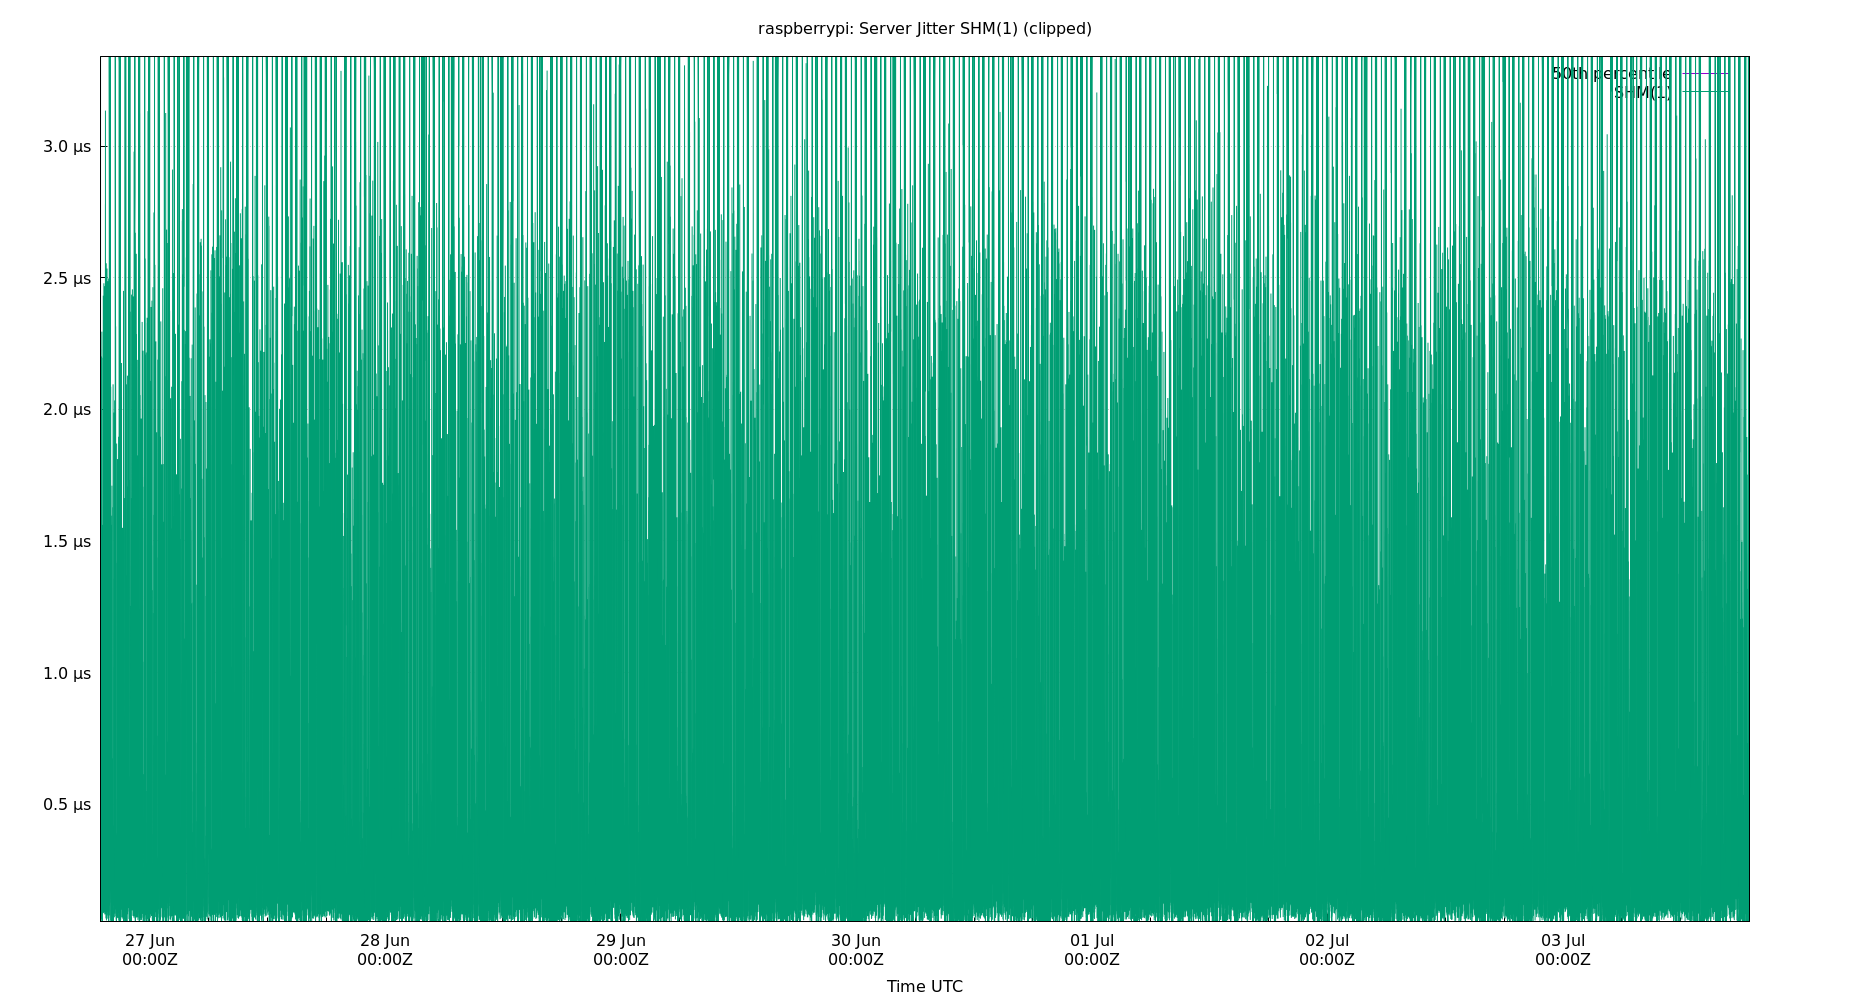 raspberrypi: Server Jitter SHM(1) (clipped)
50th percentile
SHM(1)
3.0 μs
2.5 μs
2.0 μs
1.5 μs
1.0 μs
0.5 μs
27 Jun 28 Jun 29 Jun 30 Jun 01 Jul 02 Jul 03 Jul
00:00Z 00:00Z 00:00Z 00:00Z 00:00Z 00:00Z 00:00Z
Time UTC